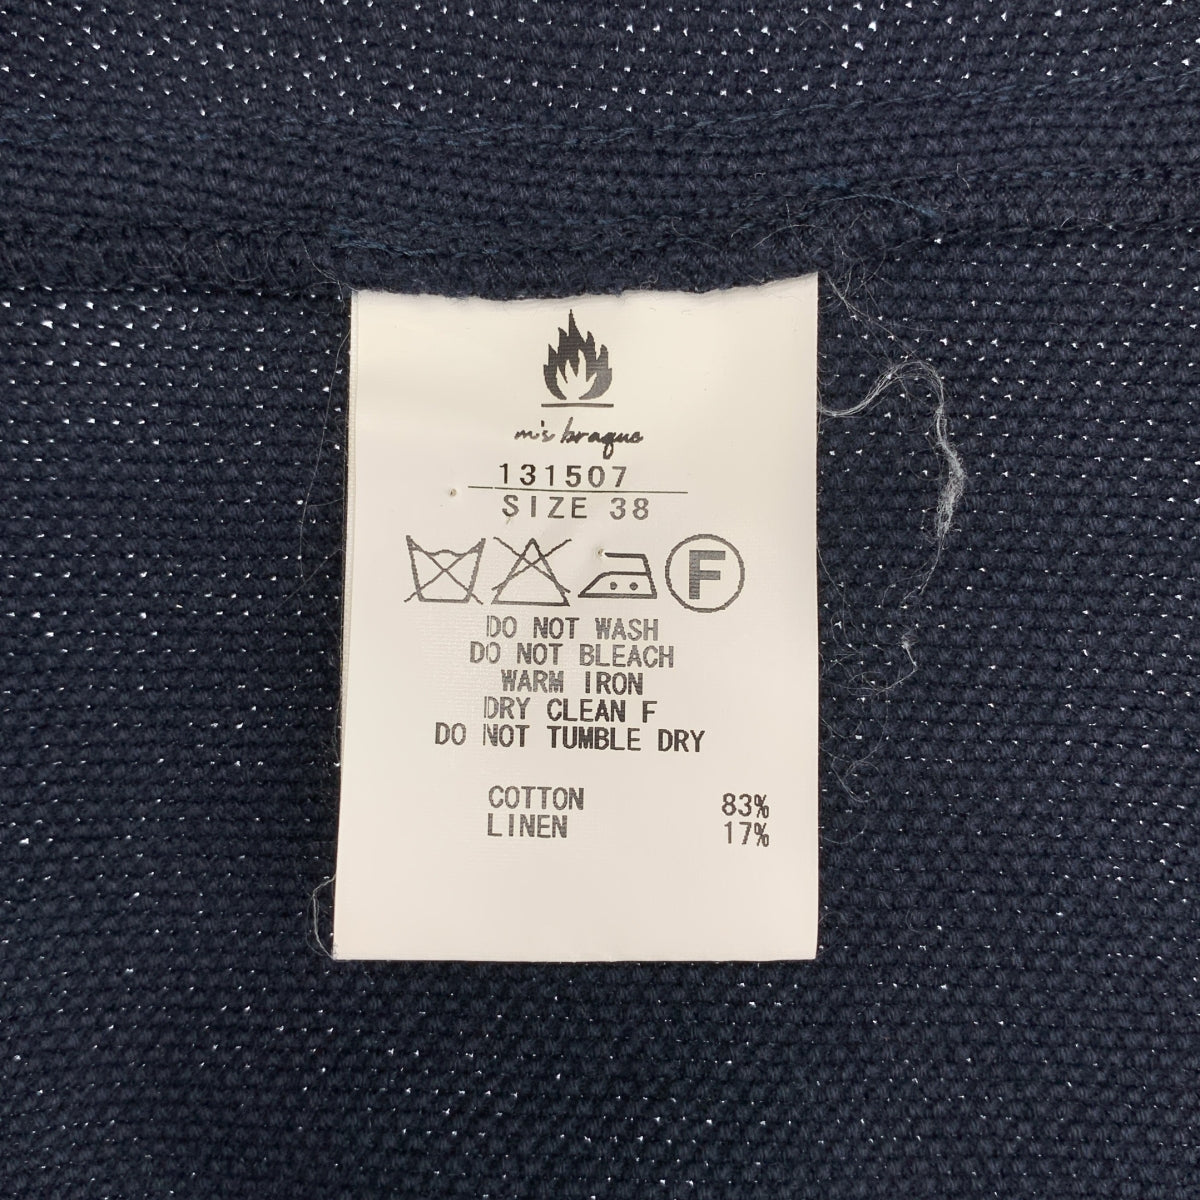 m's braque
131507
SIZE 38
F
DO NOT WASH
DO NOT BLEACH
WARM IRON
DRY CLEAN F
DO NOT TUMBLE DRY
COTTON 83%
LINEN 17%